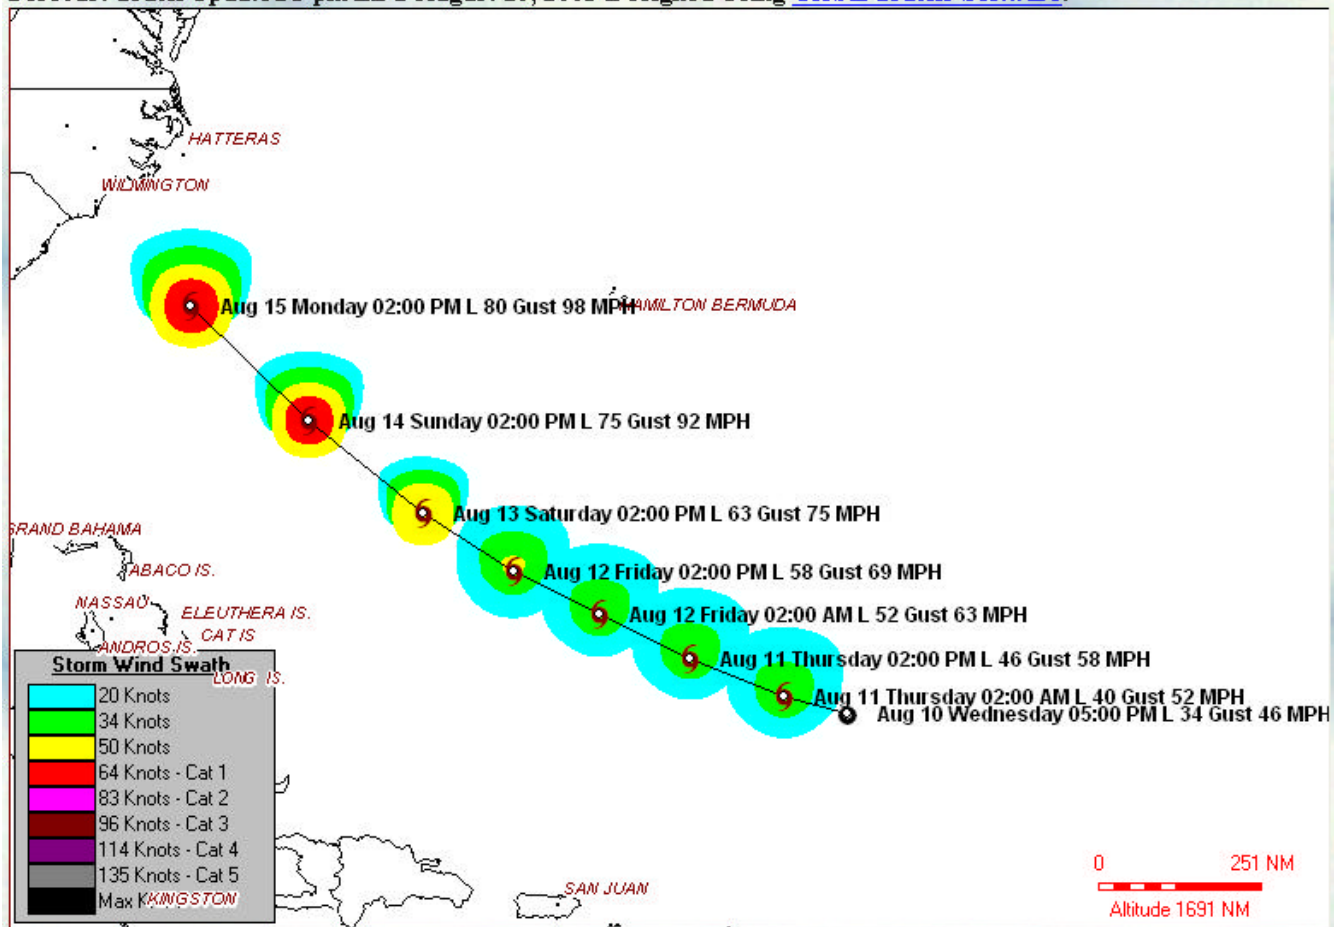 HATTERAS
WILMINGTON
Aug 15 Monday 02:00 PM L 80 Gust 98 MPH
HAMILTON BERMUDA
Aug 14 Sunday 02:00 PM L 75 Gust 92 MPH
Aug 13 Saturday 02:00 PM L 63 Gust 75 MPH
GRAND BAHAMA
ABACO IS.
Aug 12 Friday 02:00 PM L 58 Gust 69 MPH
NASSAU
ELEUTHERA IS.
Aug 12 Friday 02:00 AM L 52 Gust 63 MPH
CAT IS
ANDROS IS.
Aug 11 Thursday 02:00 PM L 46 Gust 58 MPH
Storm Wind Swath
LONG IS.
Aug 11 Thursday 02:00 AM L 40 Gust 52 MPH
Aug 10 Wednesday 05:00 PM L 34 Gust 46 MPH
20 Knots
34 Knots
50 Knots
64 Knots - Cat 1
83 Knots - Cat 2
96 Knots - Cat 3
114 Knots - Cat 4
135 Knots - Cat 5
Max
KINGSTON
SAN JUAN
0 251 NM
Altitude 1691 NM